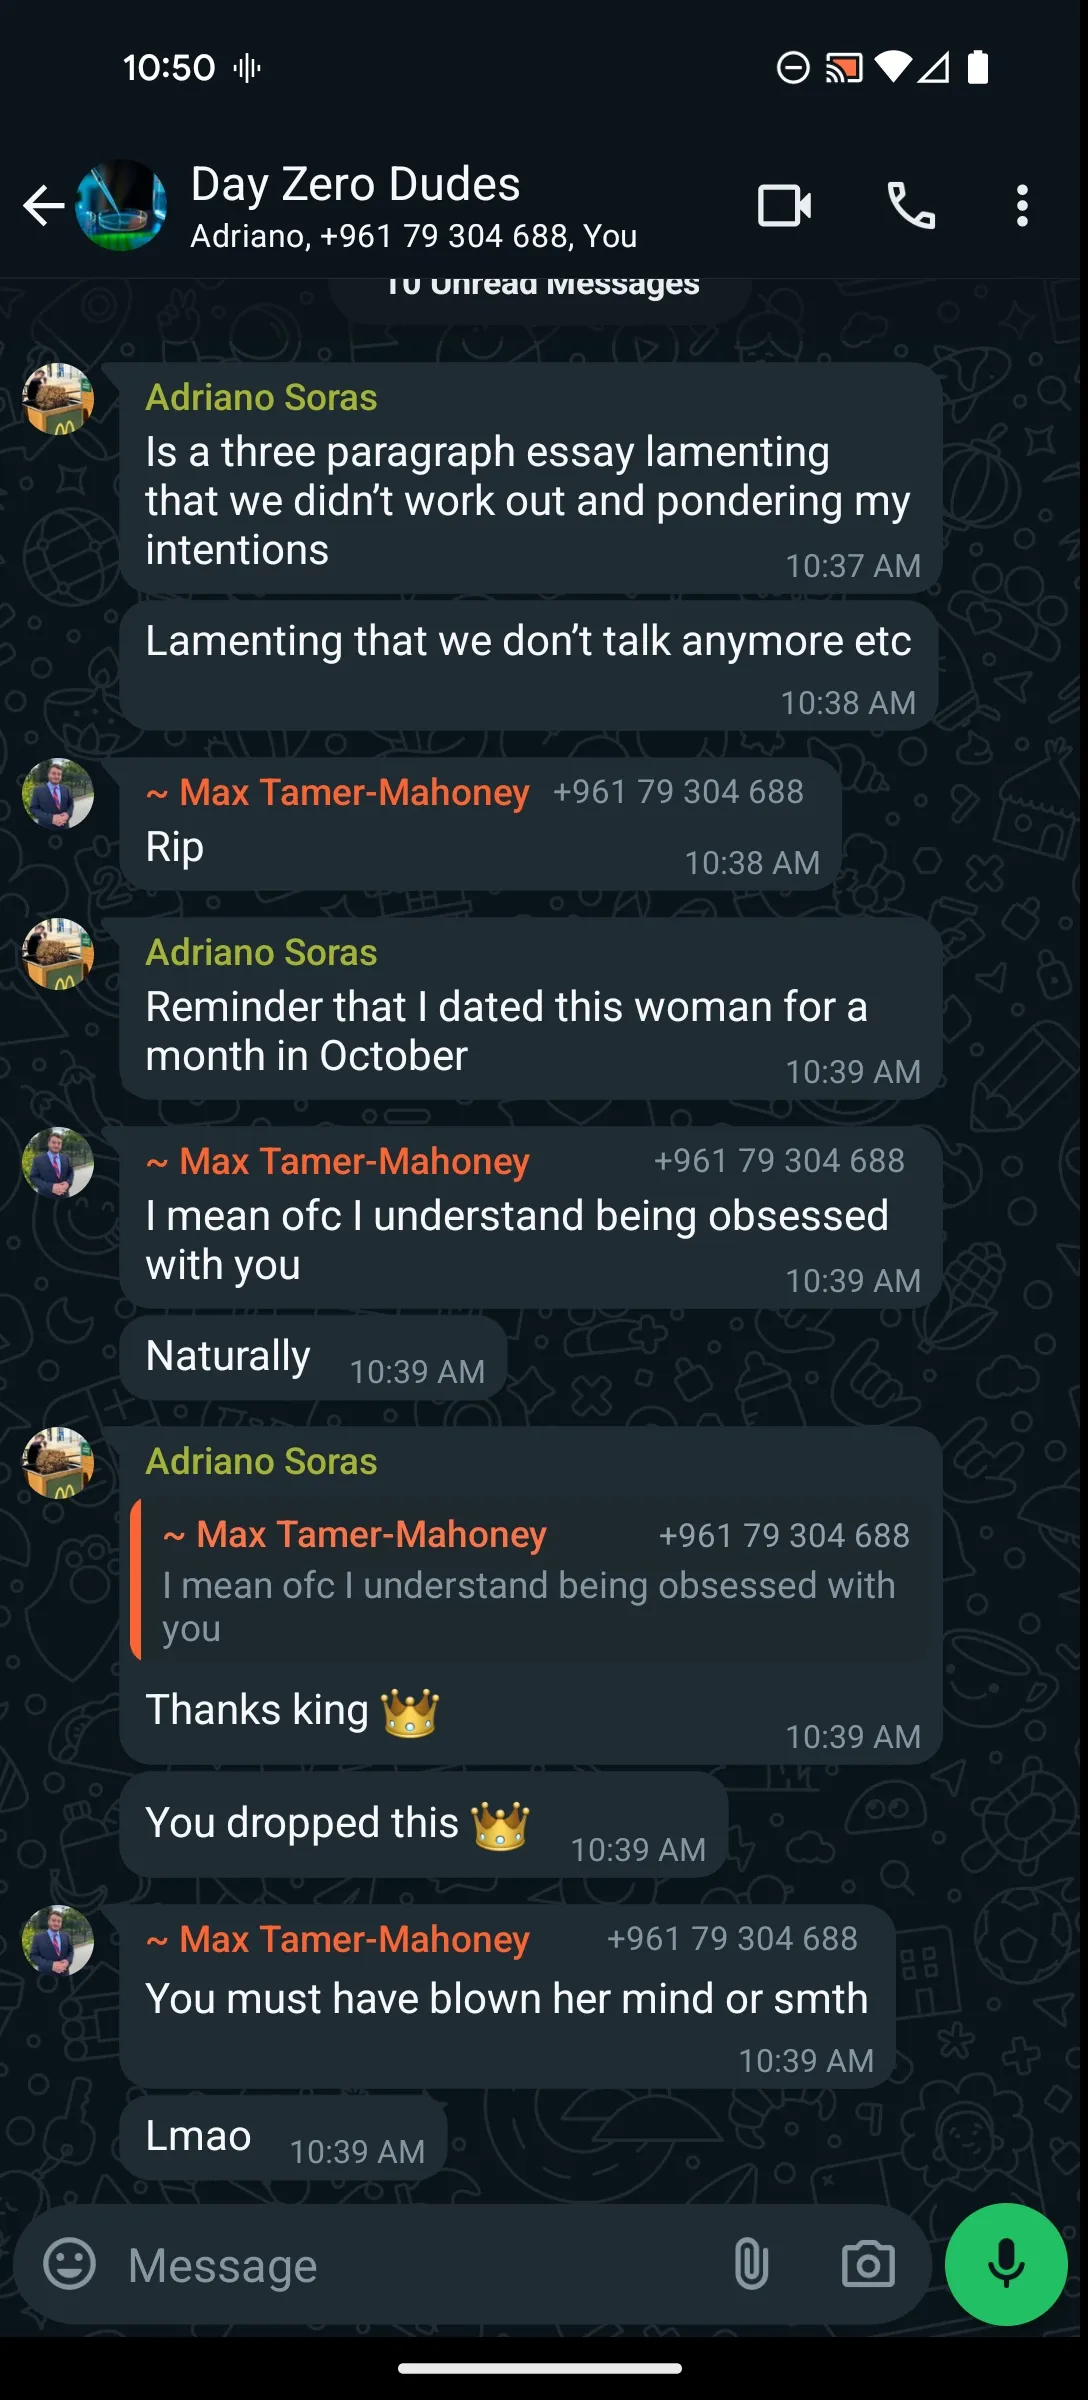 10:50
Day Zero Dudes
Adriano, +961 79 304 688, You
10 Unread Messages
Adriano Soras
Is a three paragraph essay lamenting
that we didn’t work out and pondering my
intentions
10:37 AM
Lamenting that we don’t talk anymore etc
10:38 AM
~ Max Tamer-Mahoney +961 79 304 688
Rip
10:38 AM
Adriano Soras
Reminder that I dated this woman for a
month in October
10:39 AM
~ Max Tamer-Mahoney +961 79 304 688
I mean ofc I understand being obsessed
with you
10:39 AM
Naturally 10:39 AM
Adriano Soras
~ Max Tamer-Mahoney +961 79 304 688
I mean ofc I understand being obsessed with
you
Thanks king 👑
10:39 AM
You dropped this 👑
10:39 AM
~ Max Tamer-Mahoney +961 79 304 688
You must have blown her mind or smth
10:39 AM
Lmao 10:39 AM
Message